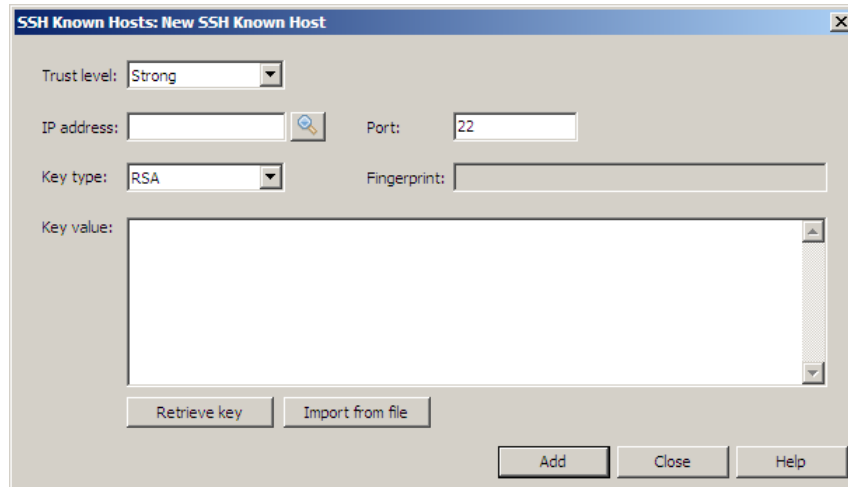 SSH Known Hosts: New SSH Known Host
Trust level: Strong
IP address: Port: 22
Key type: RSA Fingerprint:
Key value:
Retrieve key Import from file
Add Close Help